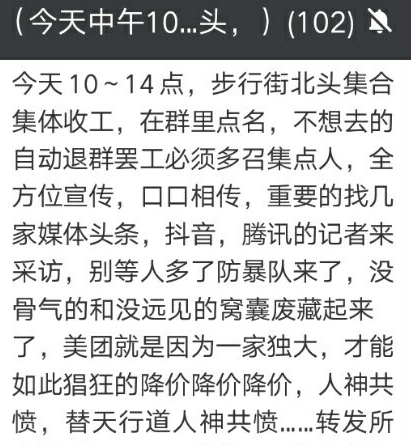 （今天中午10...头，）(102)
今天10~14点，步行街北头集合
集体收工，在群里点名，不想去的
自动退群罢工必须多召集点人，全
方位宣传，口口相传，重要的找几
家媒体头条，抖音，腾讯的记者来
采访，别等人多了防暴队来了，没
骨气的和没远见的窝囊废藏起来
了，美团就是因为一家独大，才能
如此猖狂的降价降价降价，人神共
愤，替天行道人神共愤……转发所